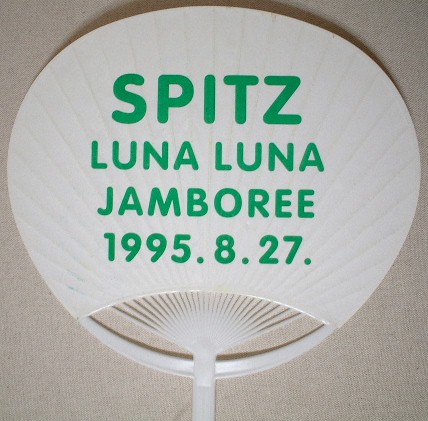 SPITZ
LUNA LUNA
JAMBOREE
1995.8.27.